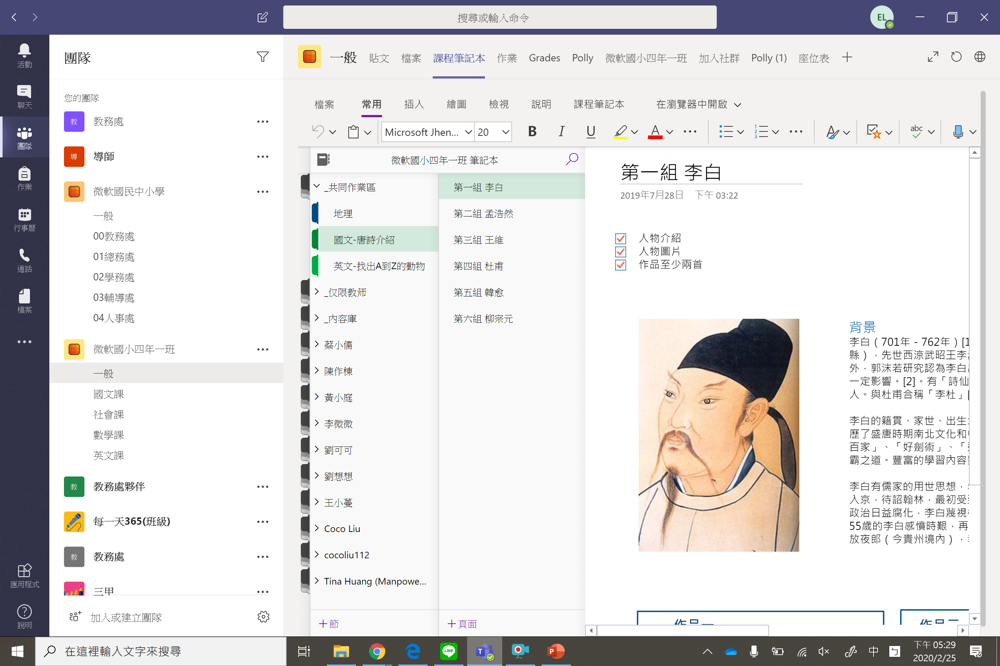 搜尋或輸入命令
EL
活動
聊天
團隊
作業
行事曆
通話
檔案
應用程式
說明
團隊
您的團隊
教 教務處
導 導師
微軟國民中小學
一般
00教務處
01總務處
02學務處
03輔導處
04人事處
微軟國小四年一班
一般
國文課
社會課
數學課
英文課
教 教務處夥伴
每一天365(班級)
教 教務處
三甲
加入或建立團隊
一般 貼文 檔案 課程筆記本 作業 Grades Polly 微軟國小四年一班 加入社群 Polly (1) 座位表
檔案 常用 插入 繪圖 檢視 說明 課程筆記本 在瀏覽器中開啟
Microsoft Jhen... 20 B I U A abc
微軟國小四年一班 筆記本
_共同作業區
地理
國文-唐詩介紹
英文-找出A到Z的動物
_仅限教师
_內容庫
蔡小儒
陳作棟
黃小庭
李微微
劉可可
劉想想
王小蔓
Coco Liu
cocoliu112
Tina Huang (Manpowe...
節
第一組 李白
第二組 孟浩然
第三組 王維
第四組 杜甫
第五組 韓愈
第六組 柳宗元
頁面
第一組 李白
2019年7月28日 下午 03:22
人物介紹
人物圖片
作品至少兩首
背景
李白（701年－762年）[1
縣），先世西涼武昭王李
外，郭沫若研究認為李白
一定影響。[2]。有「詩仙
人。與杜甫合稱「李杜」[
李白的籍貫、家世、出生
歷了盛唐時期南北文化和
百家」、「好劍術」、「
霸之道。豐富的學習內容
李白有儒家的用世思想，
入京，待詔翰林，最初受
政治日益腐化，李白蔑視
55歲的李白感憤時艱，再
放夜郎（今貴州境內），
在這裡輸入文字來搜尋
LINE
T
P
中
ㄅ
下午 05:29
2020/2/25